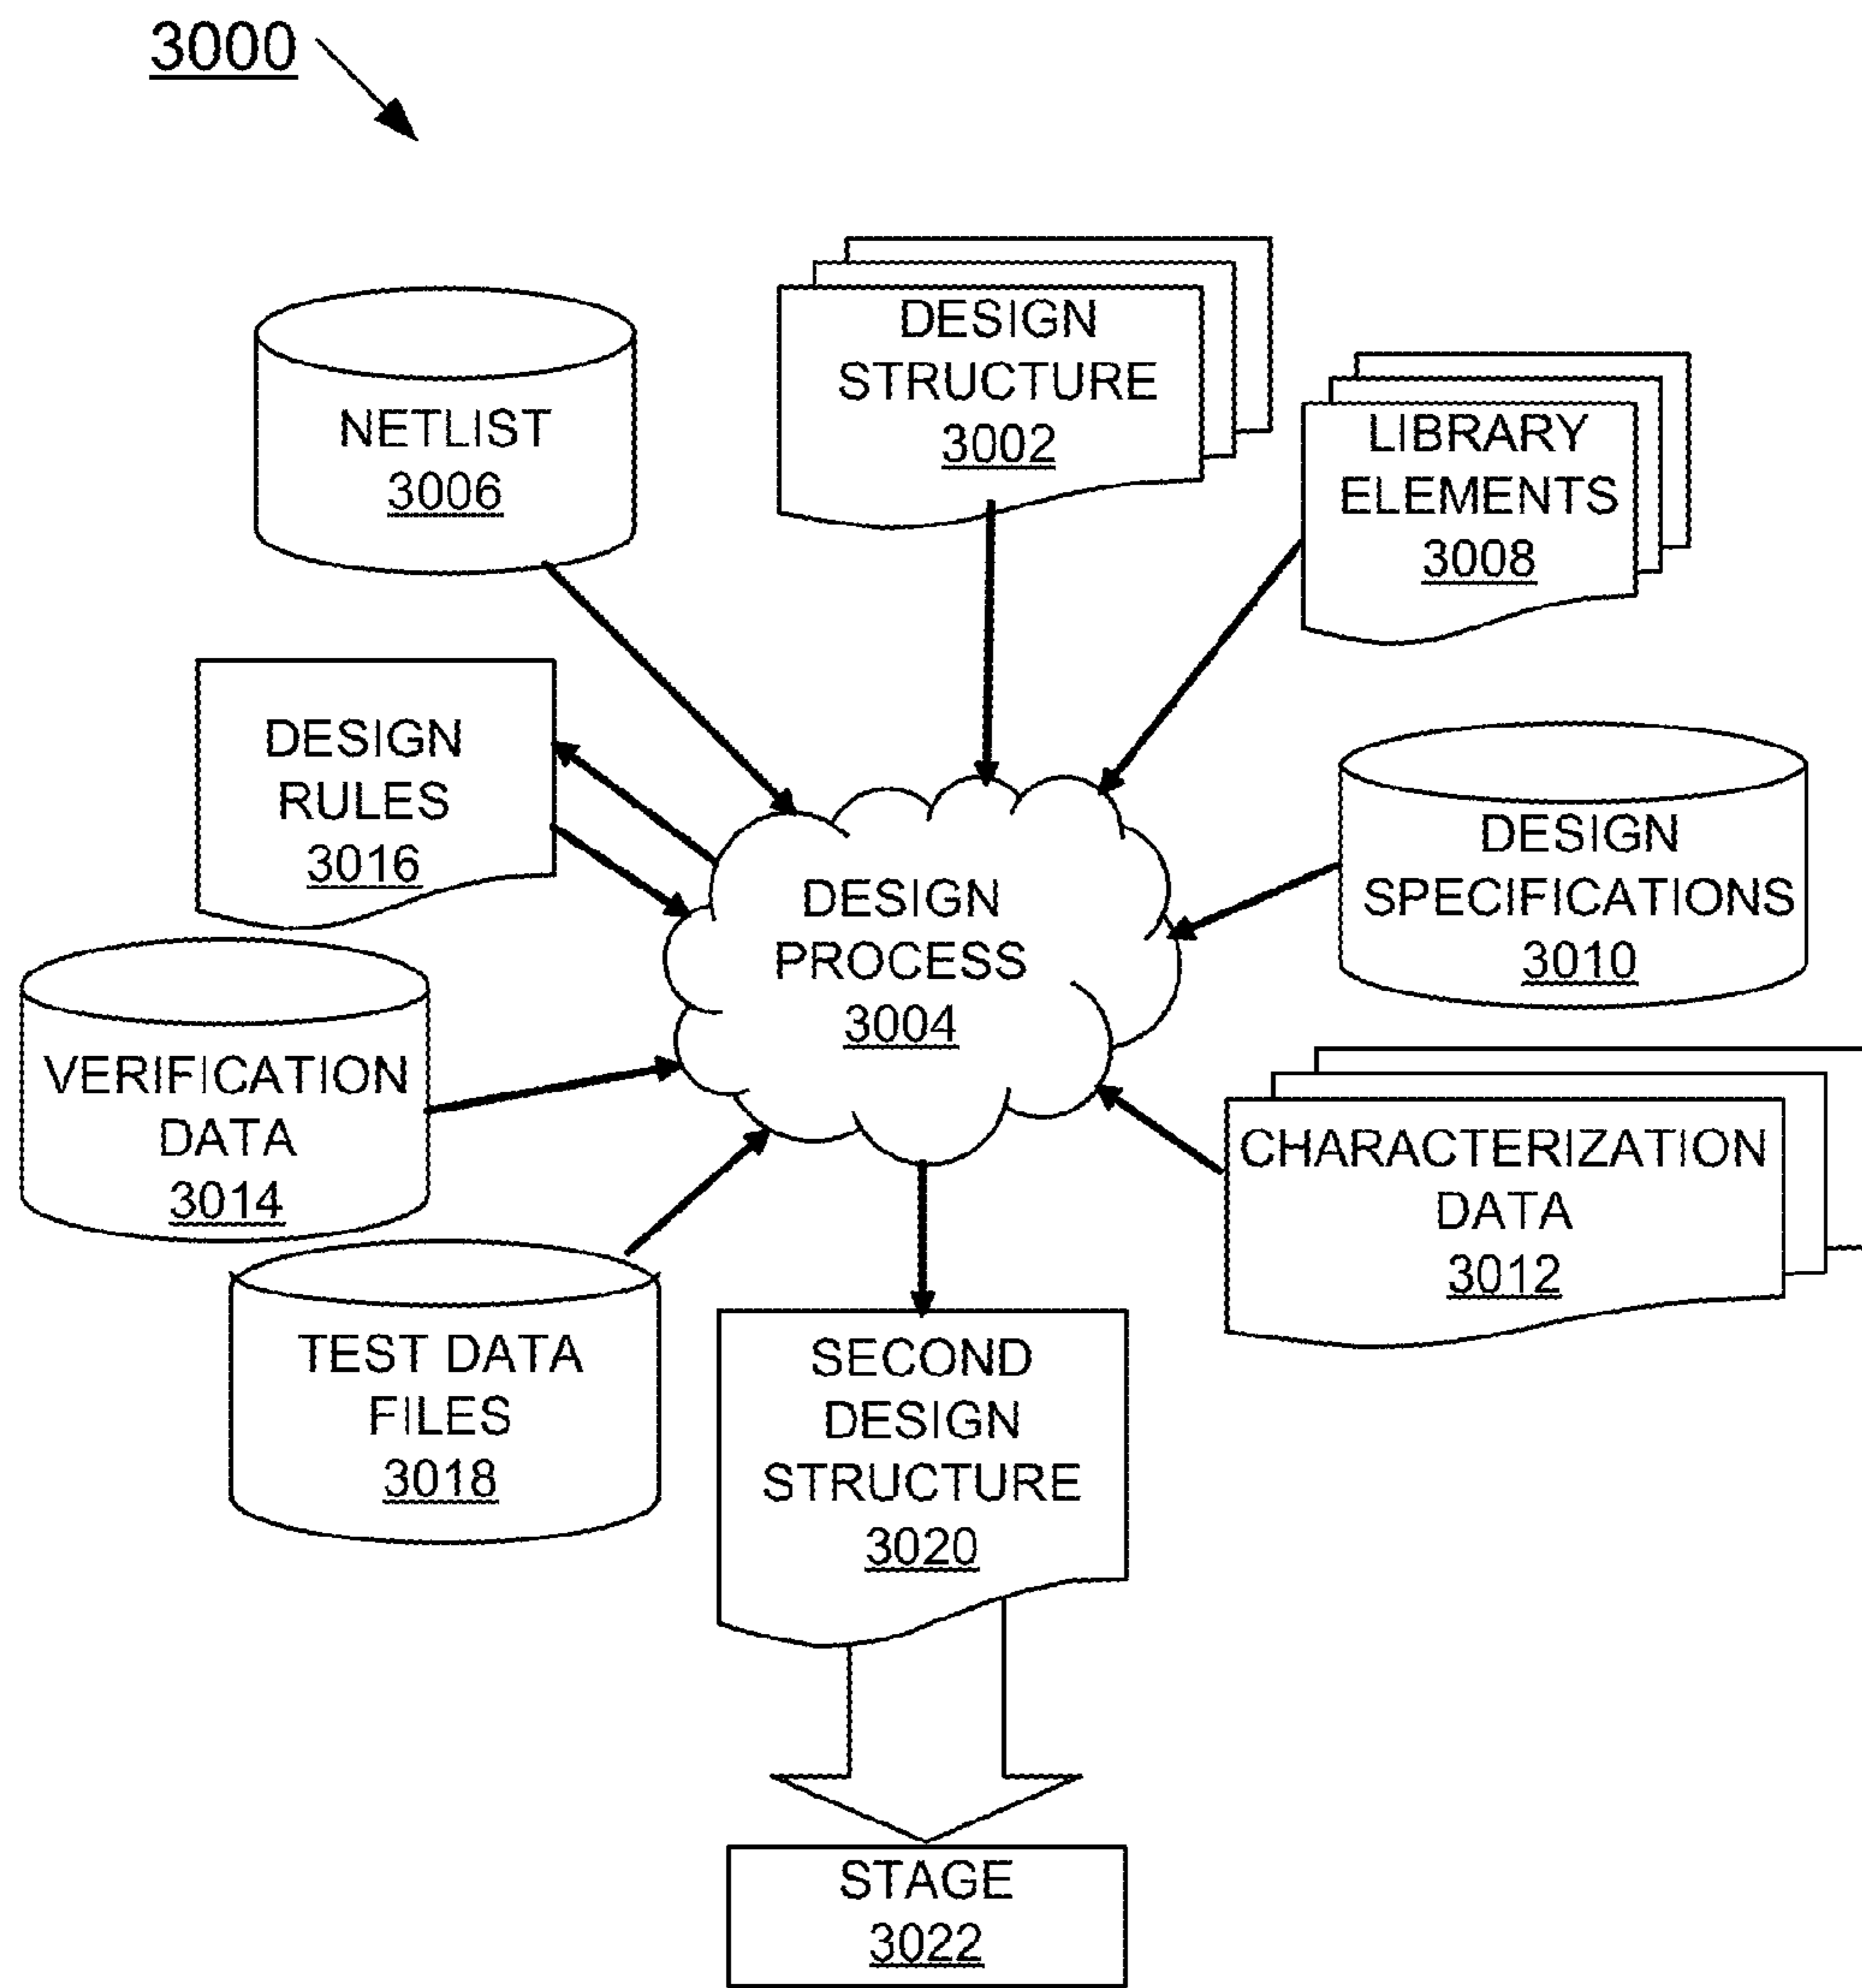 3000
DESIGN
STRUCTURE
3002
NETLIST
3006
LIBRARY
ELEMENTS
3008
DESIGN
RULES
3016
DESIGN
SPECIFICATIONS
3010
DESIGN
PROCESS
3004
VERIFICATION
DATA
3014
CHARACTERIZATION
DATA
3012
TEST DATA
FILES
3018
SECOND
DESIGN
STRUCTURE
3020
STAGE
3022